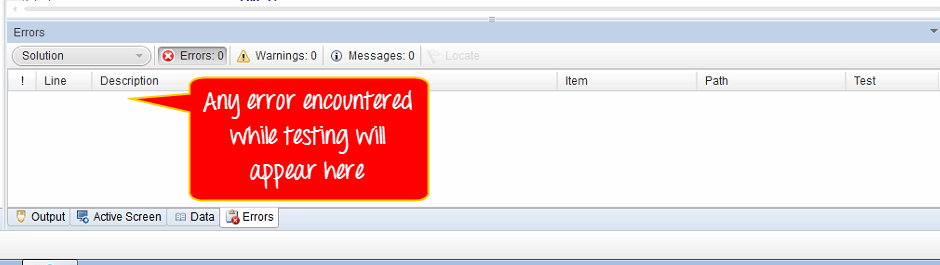 Errors
Solution Errors: 0 Warnings: 0 Messages: 0 Locate
! Line Description Item Path Test
Any error encountered
while testing will
appear here
Output Active Screen Data Errors